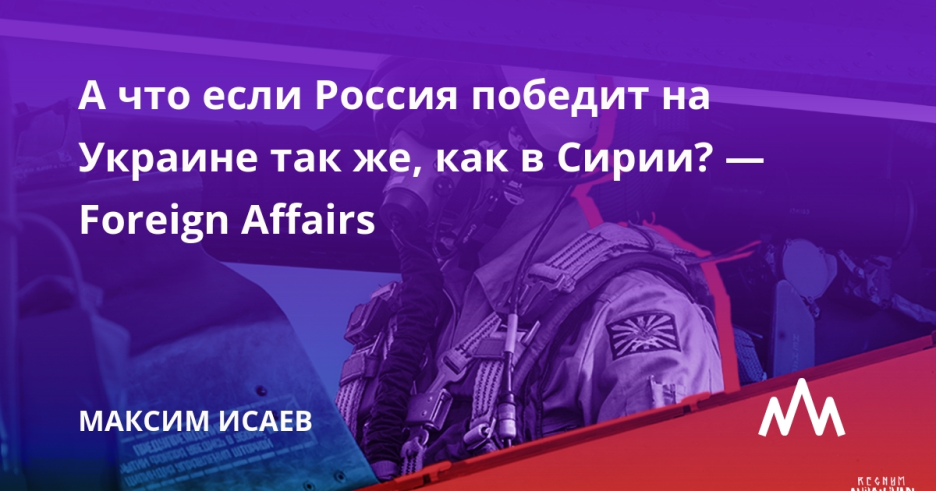 А что если Россия победит на
Украине так же, как в Сирии? —
Foreign Affairs
МАКСИМ ИСАЕВ